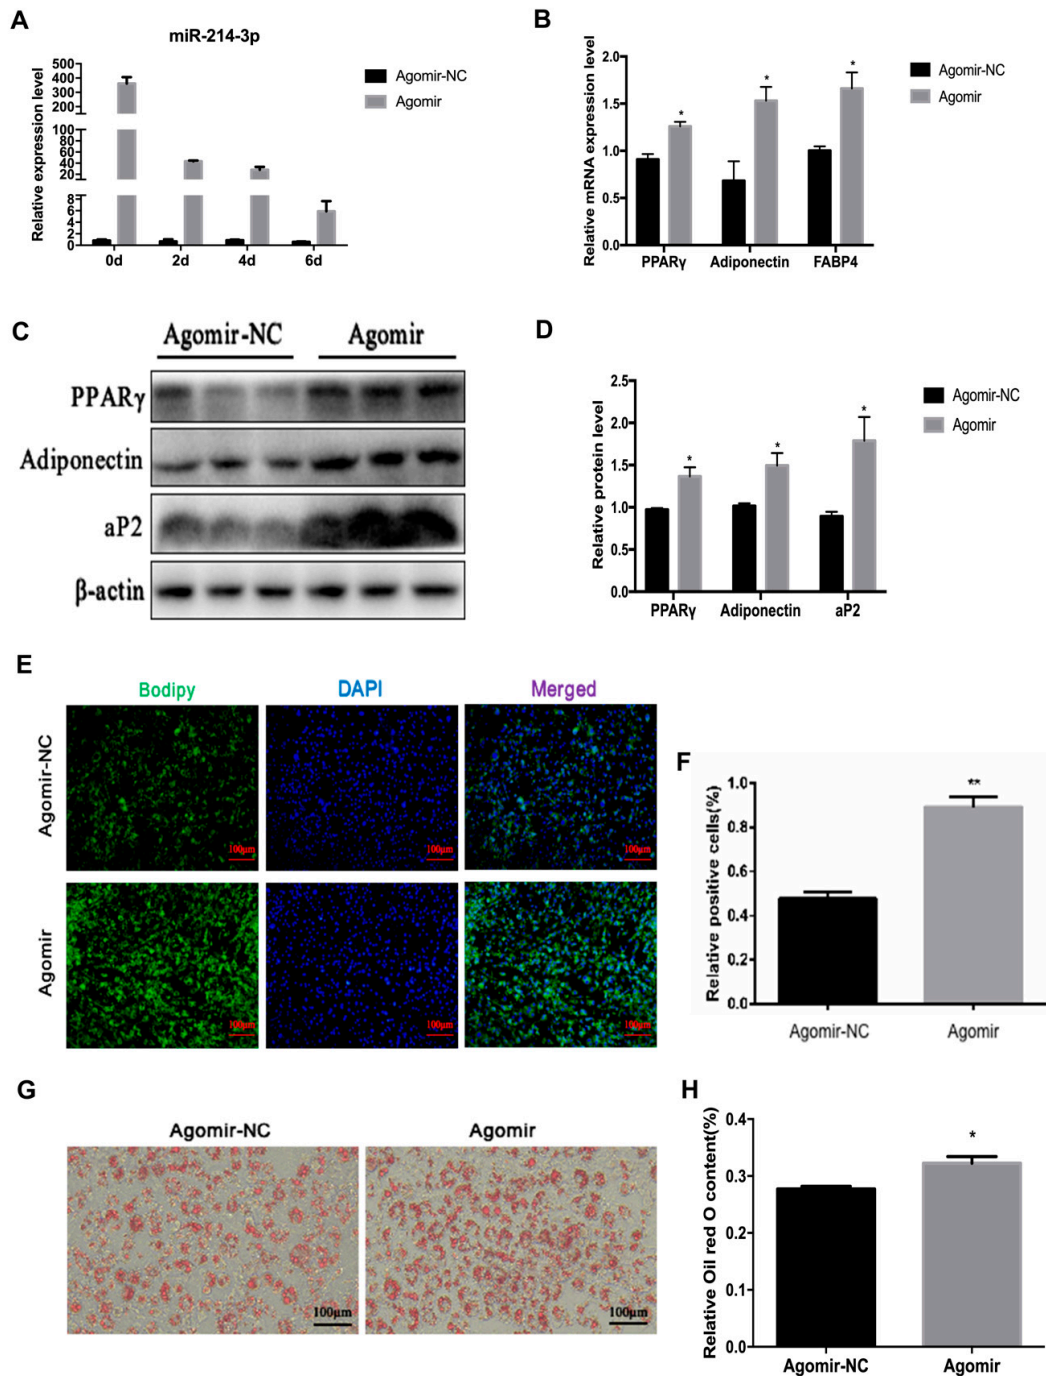 A
miR-214-3p
Relative expression level
500
400
300
200
100
80
60
40
20
8
6
4
2
0
0d 2d 4d 6d
Agomir-NC
Agomir
B
Relative mRNA expression level
2.0
1.5
1.0
0.5
0.0
* * *
PPARγ Adiponectin FABP4
Agomir-NC
Agomir
C
Agomir-NC Agomir
PPARγ
Adiponectin
aP2
β-actin
D
Relative protein level
2.5
2.0
1.5
1.0
0.5
0.0
* * *
PPARγ Adiponectin aP2
Agomir-NC
Agomir
E
Bodipy DAPI Merged
Agomir-NC
100μm 100μm 100μm
Agomir
100μm 100μm 100μm
F
Relative positive cells(%)
1.0
0.8
0.6
0.4
0.2
0.0
**
Agomir-NC Agomir
G
Agomir-NC Agomir
100μm 100μm
H
Relative Oil red O content(%)
0.4
0.3
0.2
0.1
0.0
*
Agomir-NC Agomir